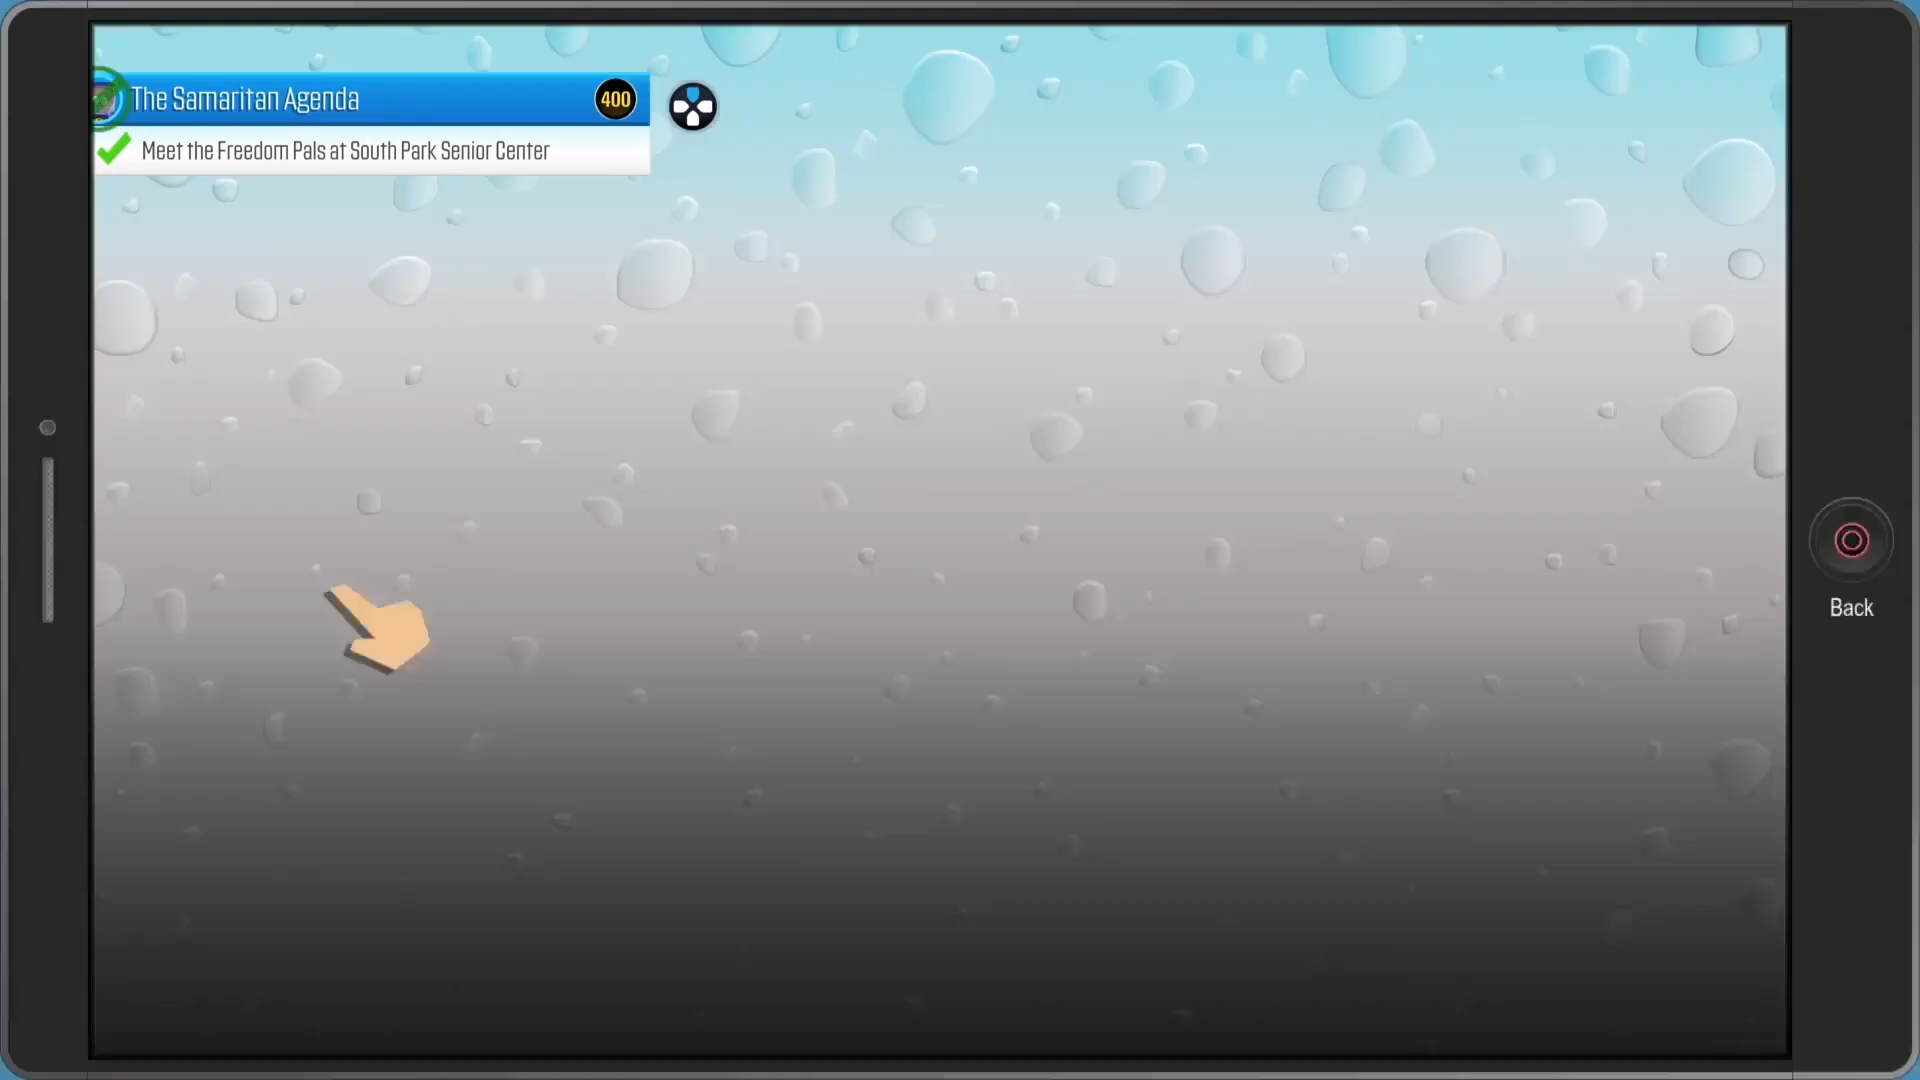 The Samaritan Agenda 400
Meet the Freedom Pals at South Park Senior Center
Back